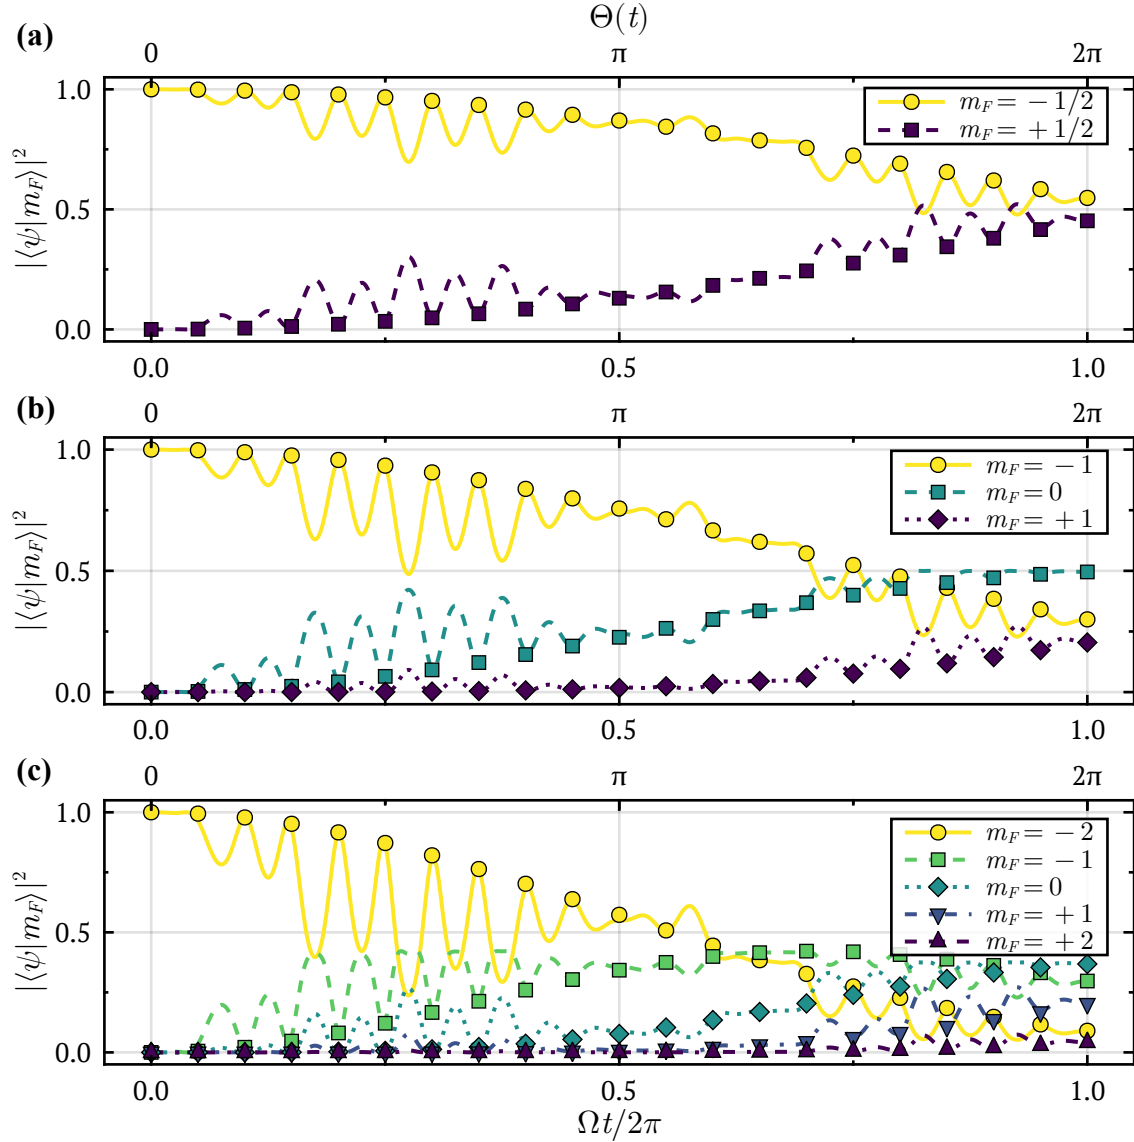 Θ(t)
(a)
0 π 2π
1.0
0.5
0.0
|⟨ψ|m_F⟩|²
m_F = −1/2
m_F = +1/2
0.0 0.5 1.0
(b)
0 π 2π
1.0
0.5
0.0
|⟨ψ|m_F⟩|²
m_F = −1
m_F = 0
m_F = +1
0.0 0.5 1.0
(c)
0 π 2π
1.0
0.5
0.0
|⟨ψ|m_F⟩|²
m_F = −2
m_F = −1
m_F = 0
m_F = +1
m_F = +2
0.0 0.5 1.0
Ωt/2π